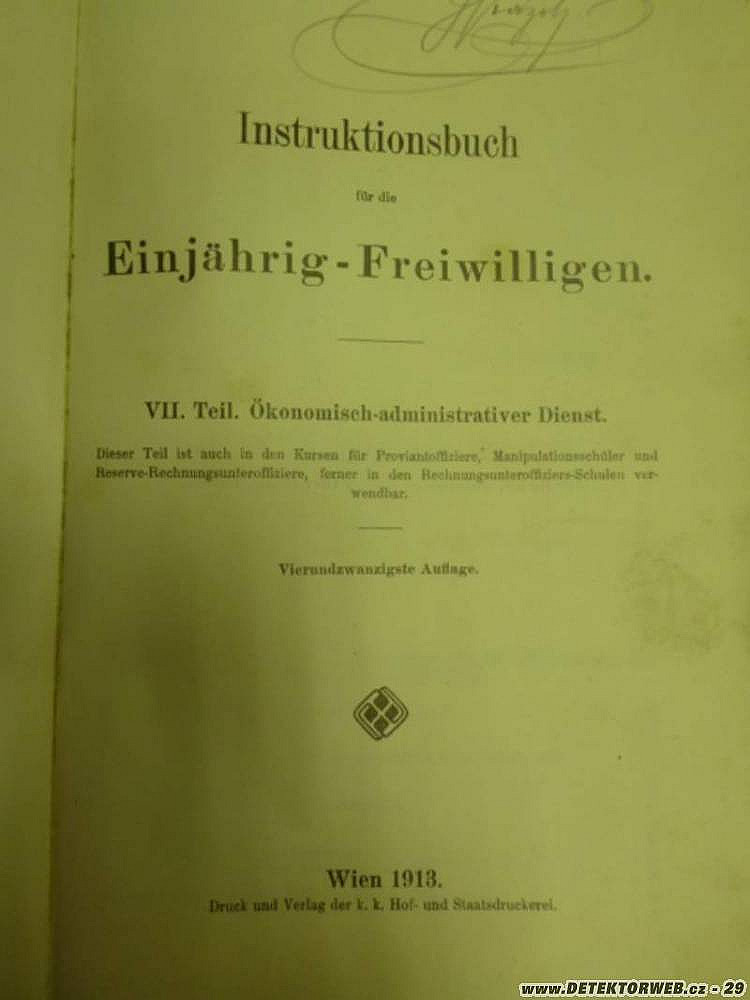 Instruktionsbuch
für die
Einjährig-Freiwilligen.
VII. Teil. Ökonomisch-administrativer Dienst.
Dieser Teil ist auch in den Kursen für Proviantoffiziere, Manipulationsschüler und
Reserve-Rechnungsunteroffiziere, ferner in den Rechnungsunteroffiziers-Schulen ver-
wendbar.
Vierundzwanzigste Auflage.
Wien 1913.
Druck und Verlag der k. k. Hof- und Staatsdruckerei.
www.DETEKTORWEB.cz - 29